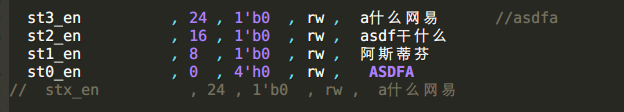 st3_en , 24 , 1'b0 , rw , a什么网易 //asdfa
st2_en , 16 , 1'b0 , rw , asdf干什么
st1_en , 8 , 1'b0 , rw , 阿斯蒂芬
st0_en , 0 , 4'h0 , rw , ASDFA
// stx_en , 24 , 1'b0 , rw , a什么网易